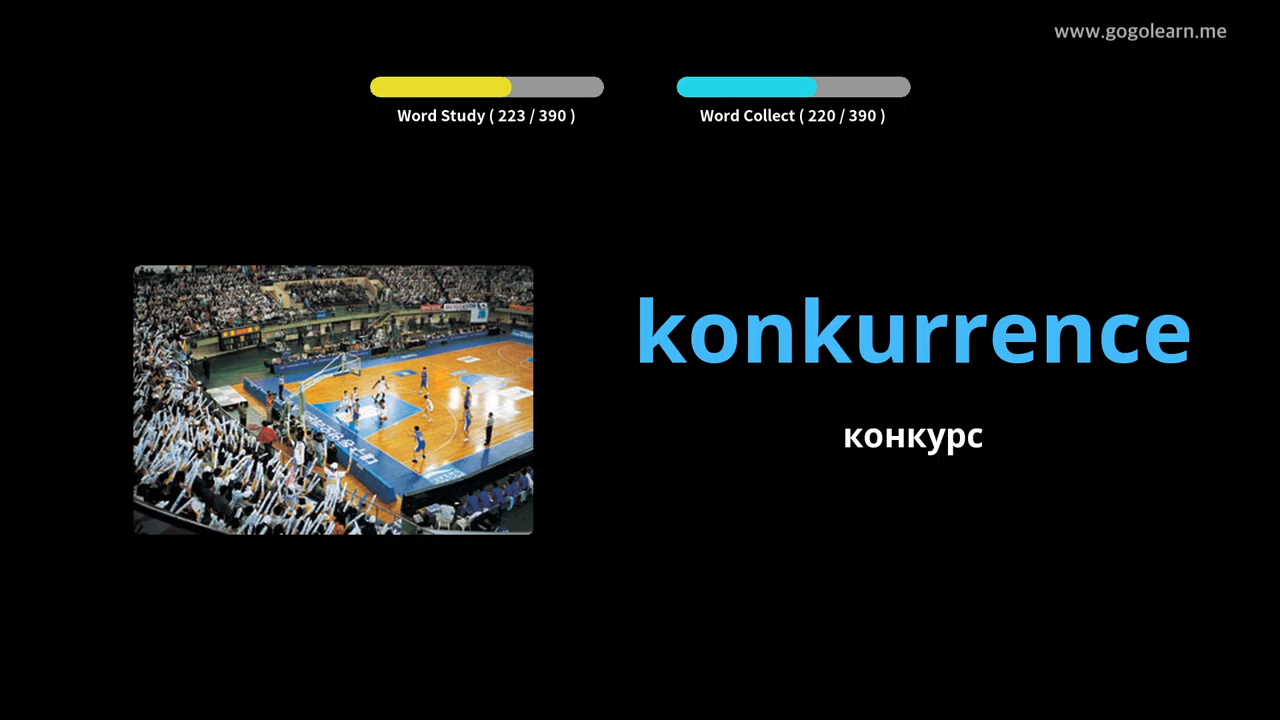 www.gogolearn.me
Word Study ( 223 / 390 )
Word Collect ( 220 / 390 )
konkurrence
конкурс